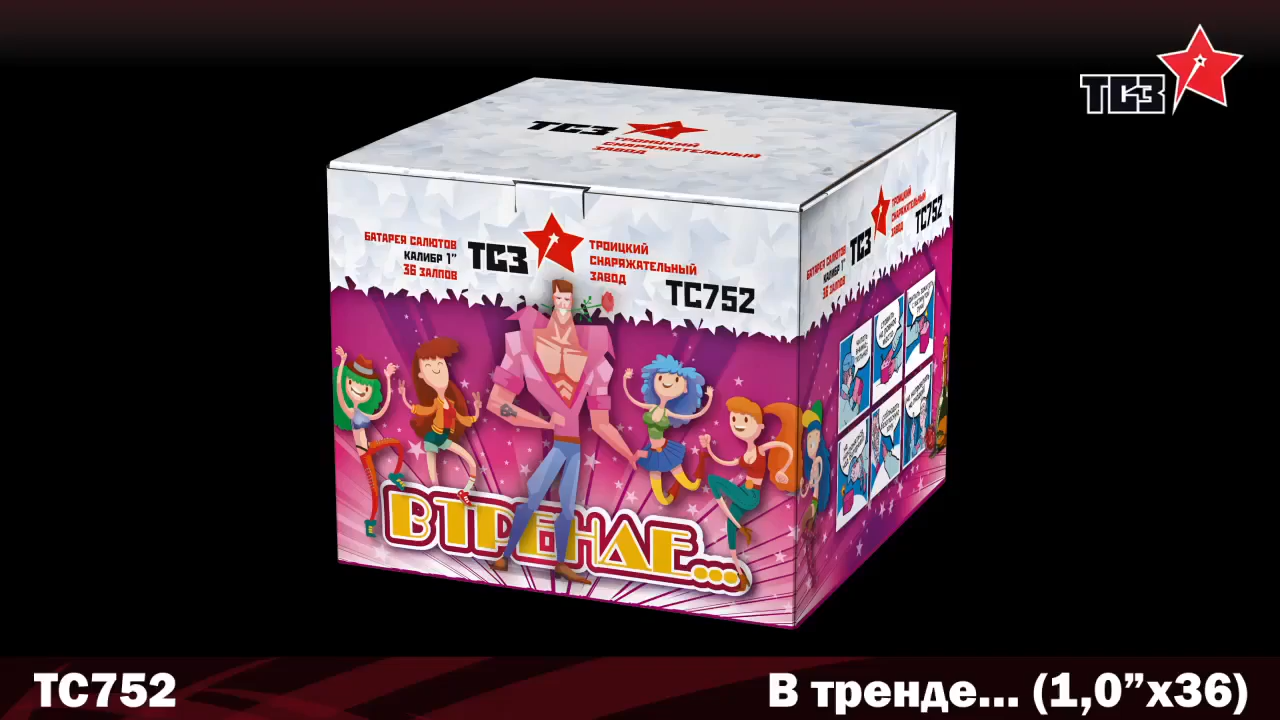 ТСЗ
ТСЗ
ТРОИЦКИЙ
СНАРЯЖАТЕЛЬНЫЙ
ЗАВОД
БАТАРЕЯ САЛЮТОВ
КАЛИБР 1”
36 ЗАЛПОВ
ТСЗ
ТРОИЦКИЙ
СНАРЯЖАТЕЛЬНЫЙ
ЗАВОД
ТС752
В ТРЕНДЕ...
БАТАРЕЯ САЛЮТОВ
КАЛИБР 1”
36 ЗАЛПОВ
ТСЗ
ТРОИЦКИЙ
СНАРЯЖАТЕЛЬНЫЙ
ЗАВОД
ТС752
ТС752
В тренде... (1,0”x36)